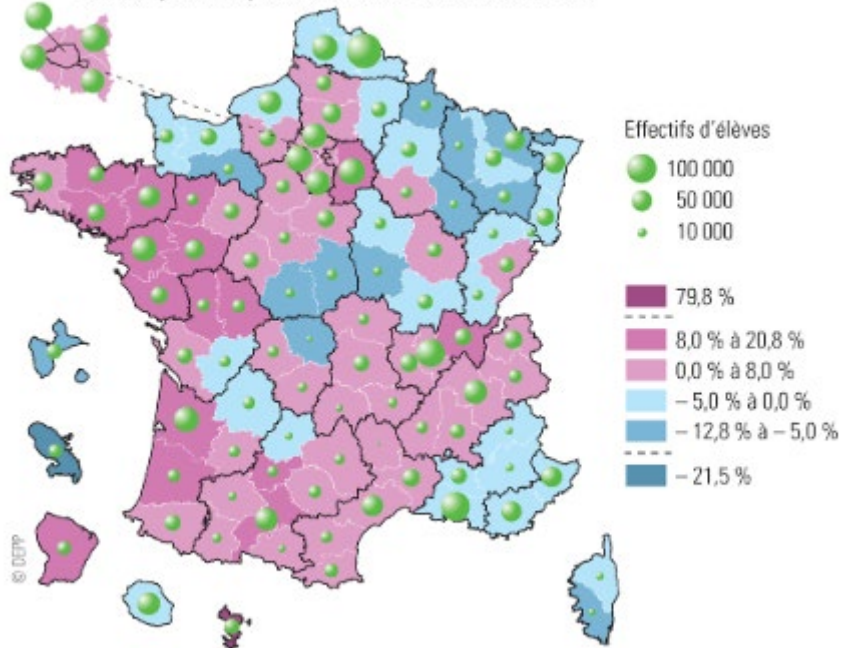 Effectifs d'élèves
100 000
50 000
10 000
79,8 %
8,0 % à 20,8 %
0,0 % à 8,0 %
– 5,0 % à 0,0 %
– 12,8 % à – 5,0 %
– 21,5 %
© DEPP